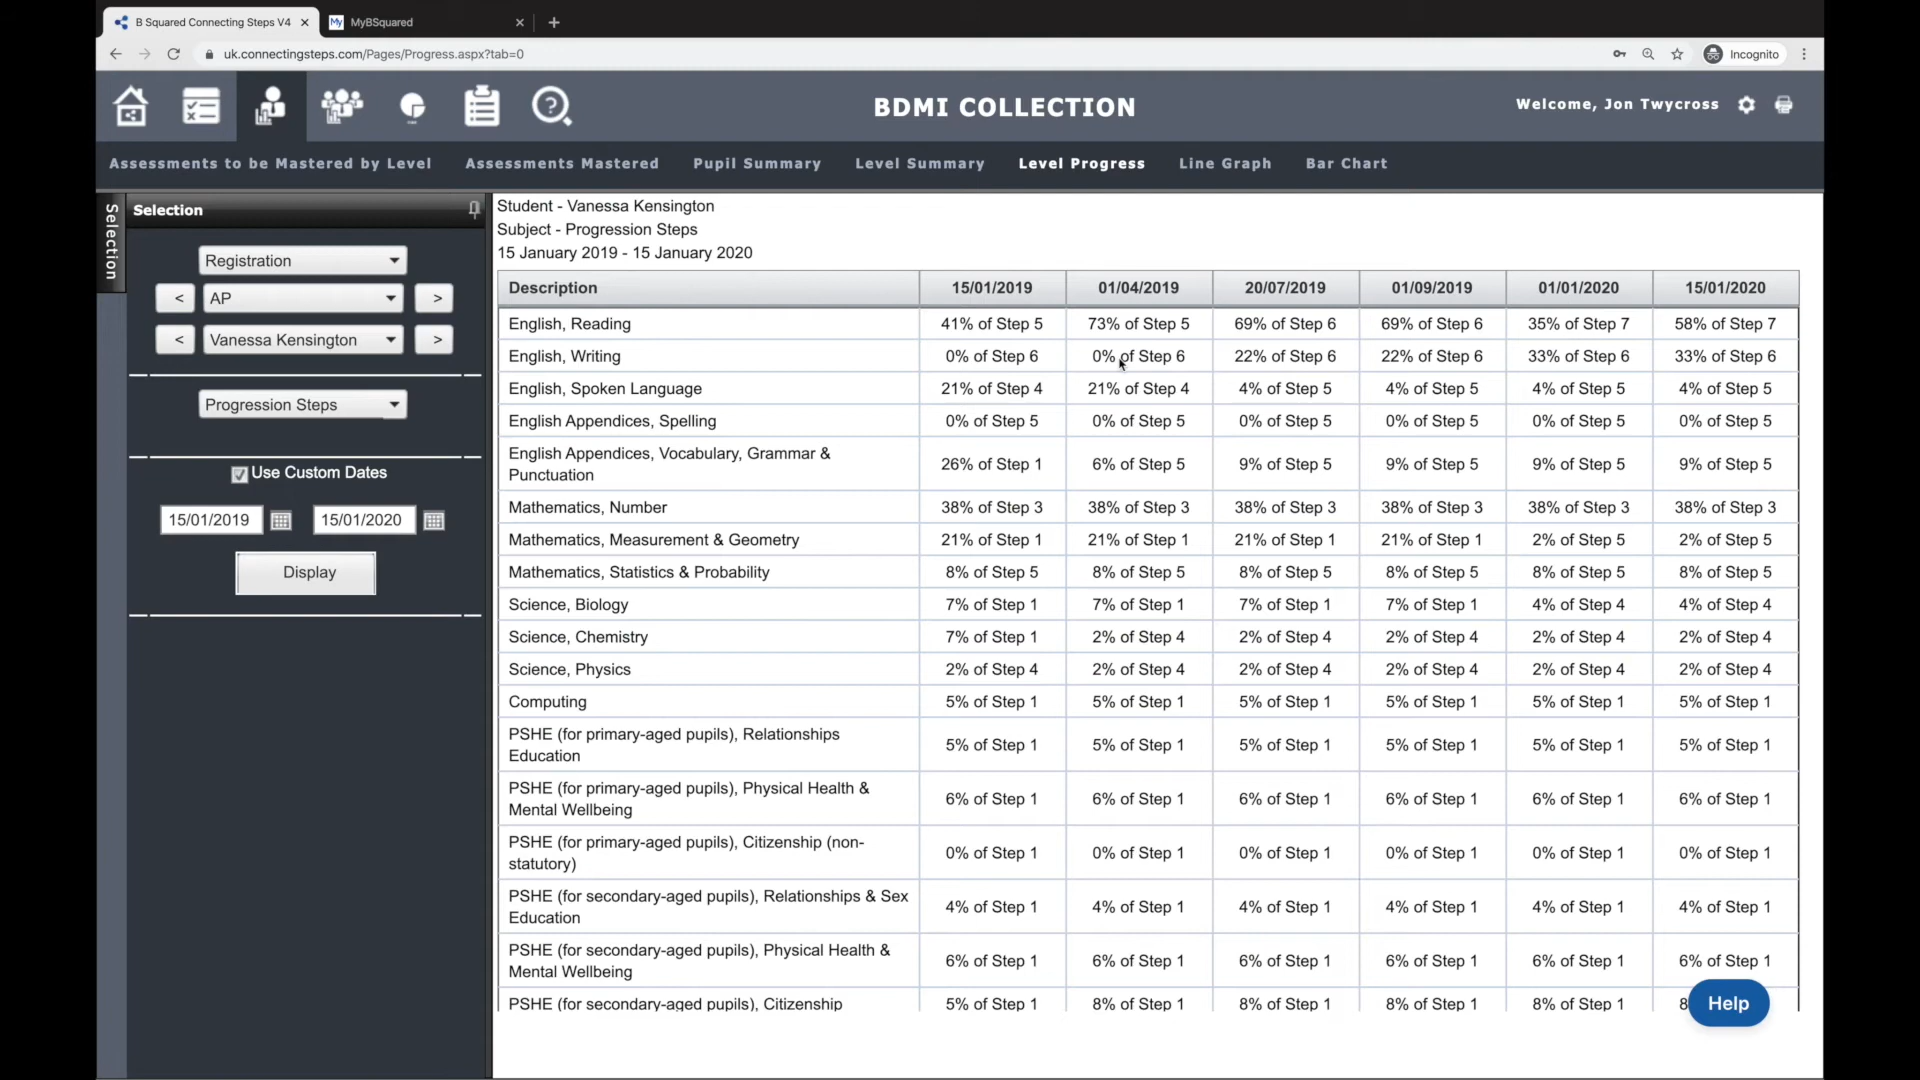 B Squared Connecting Steps V4
MyBSquared
uk.connectingsteps.com/Pages/Progress.aspx?tab=0
Incognito
BDMI COLLECTION
Welcome, Jon Twycross
Assessments to be Mastered by Level Assessments Mastered Pupil Summary Level Summary Level Progress Line Graph Bar Chart
Selection
Selection
Registration
< AP >
< Vanessa Kensington >
Progression Steps
Use Custom Dates
15/01/2019 15/01/2020
Display
Student - Vanessa Kensington
Subject - Progression Steps
15 January 2019 - 15 January 2020
Description 15/01/2019 01/04/2019 20/07/2019 01/09/2019 01/01/2020 15/01/2020
English, Reading 41% of Step 5 73% of Step 5 69% of Step 6 69% of Step 6 35% of Step 7 58% of Step 7
English, Writing 0% of Step 6 0% of Step 6 22% of Step 6 22% of Step 6 33% of Step 6 33% of Step 6
English, Spoken Language 21% of Step 4 21% of Step 4 4% of Step 5 4% of Step 5 4% of Step 5 4% of Step 5
English Appendices, Spelling 0% of Step 5 0% of Step 5 0% of Step 5 0% of Step 5 0% of Step 5 0% of Step 5
English Appendices, Vocabulary, Grammar &
Punctuation 26% of Step 1 6% of Step 5 9% of Step 5 9% of Step 5 9% of Step 5 9% of Step 5
Mathematics, Number 38% of Step 3 38% of Step 3 38% of Step 3 38% of Step 3 38% of Step 3 38% of Step 3
Mathematics, Measurement & Geometry 21% of Step 1 21% of Step 1 21% of Step 1 21% of Step 1 2% of Step 5 2% of Step 5
Mathematics, Statistics & Probability 8% of Step 5 8% of Step 5 8% of Step 5 8% of Step 5 8% of Step 5 8% of Step 5
Science, Biology 7% of Step 1 7% of Step 1 7% of Step 1 7% of Step 1 4% of Step 4 4% of Step 4
Science, Chemistry 7% of Step 1 2% of Step 4 2% of Step 4 2% of Step 4 2% of Step 4 2% of Step 4
Science, Physics 2% of Step 4 2% of Step 4 2% of Step 4 2% of Step 4 2% of Step 4 2% of Step 4
Computing 5% of Step 1 5% of Step 1 5% of Step 1 5% of Step 1 5% of Step 1 5% of Step 1
PSHE (for primary-aged pupils), Relationships
Education 5% of Step 1 5% of Step 1 5% of Step 1 5% of Step 1 5% of Step 1 5% of Step 1
PSHE (for primary-aged pupils), Physical Health &
Mental Wellbeing 6% of Step 1 6% of Step 1 6% of Step 1 6% of Step 1 6% of Step 1 6% of Step 1
PSHE (for primary-aged pupils), Citizenship (non-
statutory) 0% of Step 1 0% of Step 1 0% of Step 1 0% of Step 1 0% of Step 1 0% of Step 1
PSHE (for secondary-aged pupils), Relationships & Sex
Education 4% of Step 1 4% of Step 1 4% of Step 1 4% of Step 1 4% of Step 1 4% of Step 1
PSHE (for secondary-aged pupils), Physical Health &
Mental Wellbeing 6% of Step 1 6% of Step 1 6% of Step 1 6% of Step 1 6% of Step 1 6% of Step 1
PSHE (for secondary-aged pupils), Citizenship 5% of Step 1 8% of Step 1 8% of Step 1 8% of Step 1 8% of Step 1 8
Help